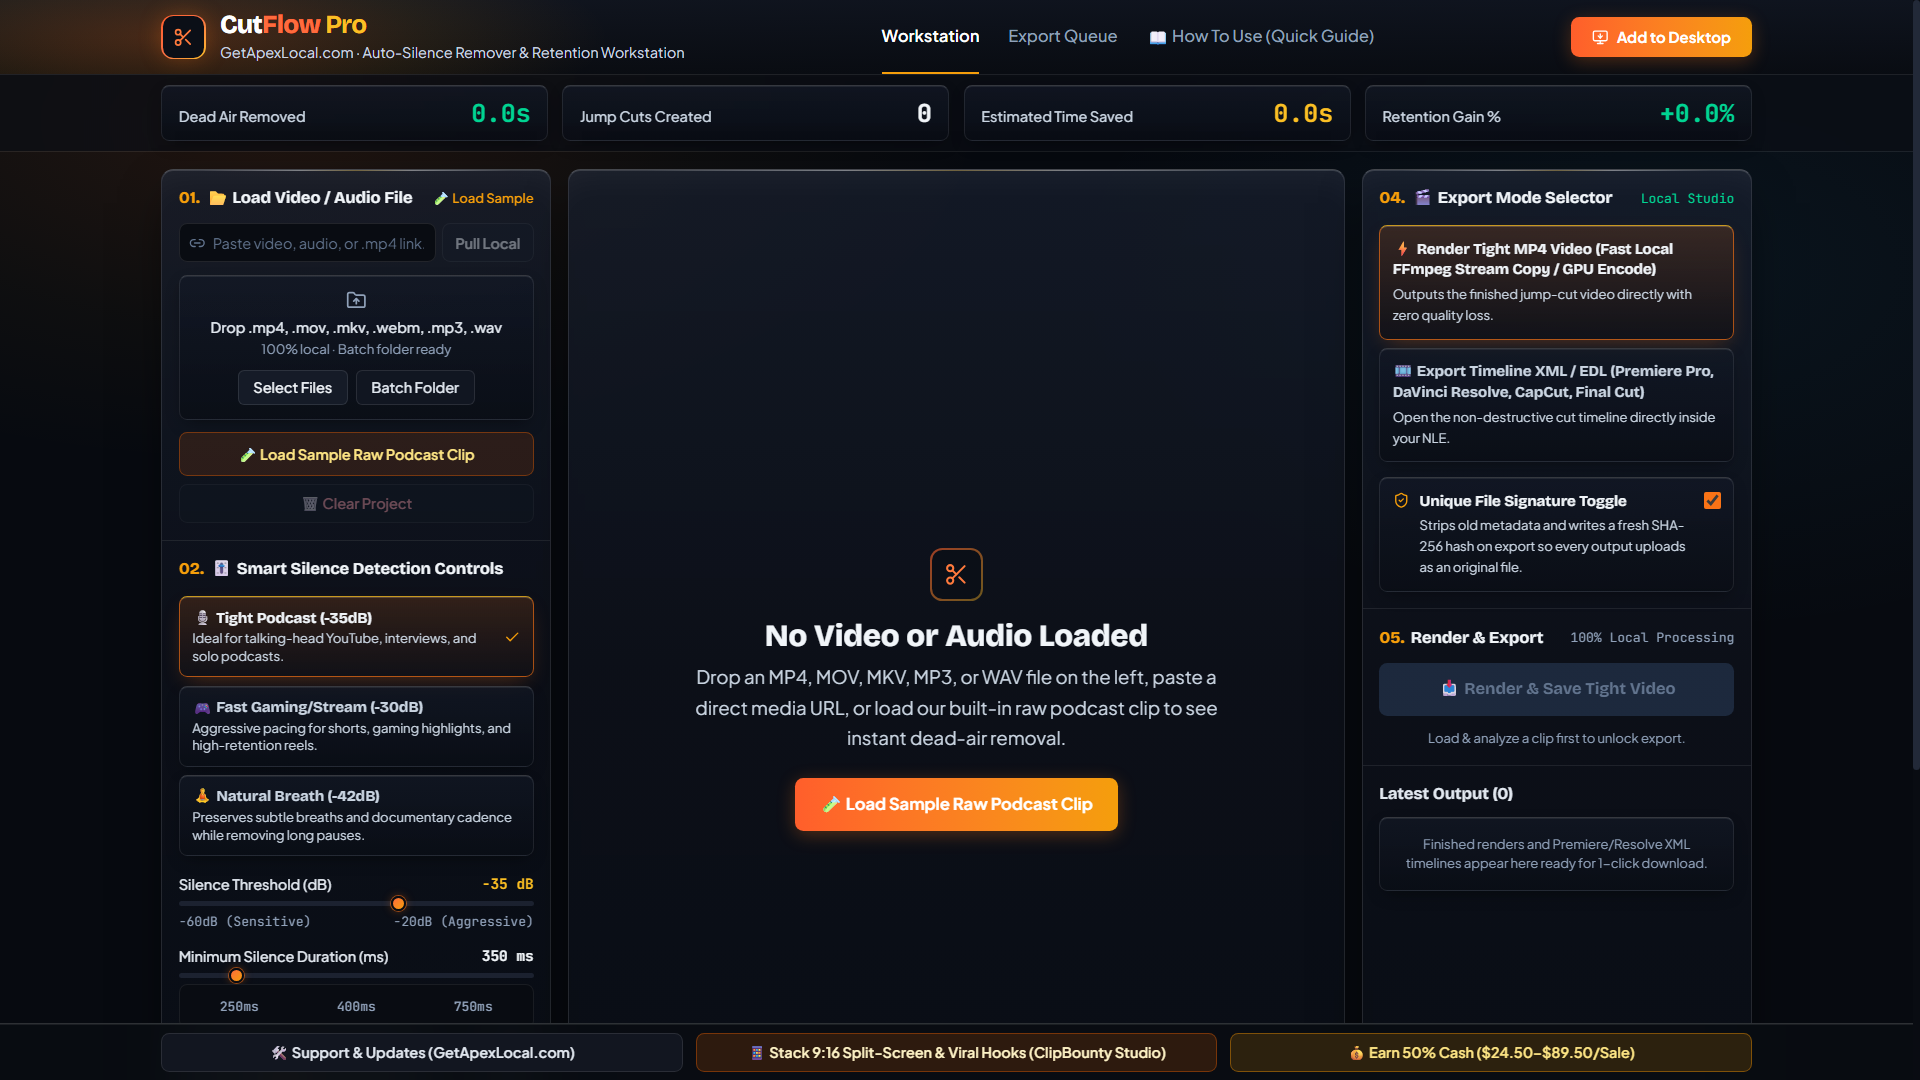 CutFlow Pro
GetApexLocal.com · Auto-Silence Remover & Retention Workstation
Workstation
Export Queue
📖 How To Use (Quick Guide)
Add to Desktop
Dead Air Removed
0.0s
Jump Cuts Created
0
Estimated Time Saved
0.0s
Retention Gain %
+0.0%
01. 📂 Load Video / Audio File
🧪 Load Sample
Paste video, audio, or .mp4 link.
Pull Local
Drop .mp4, .mov, .mkv, .webm, .mp3, .wav
100% local · Batch folder ready
Select Files
Batch Folder
🧪 Load Sample Raw Podcast Clip
🗑️ Clear Project
02. 🎚️ Smart Silence Detection Controls
🎙️ Tight Podcast (-35dB)
Ideal for talking-head YouTube, interviews, and
solo podcasts.
🎮 Fast Gaming/Stream (-30dB)
Aggressive pacing for shorts, gaming highlights, and
high-retention reels.
🧘 Natural Breath (-42dB)
Preserves subtle breaths and documentary cadence
while removing long pauses.
Silence Threshold (dB)
-35 dB
-60dB (Sensitive)
-20dB (Aggressive)
Minimum Silence Duration (ms)
350 ms
250ms
400ms
750ms
No Video or Audio Loaded
Drop an MP4, MOV, MKV, MP3, or WAV file on the left, paste a
direct media URL, or load our built-in raw podcast clip to see
instant dead-air removal.
🧪 Load Sample Raw Podcast Clip
04. 🎬 Export Mode Selector
Local Studio
⚡ Render Tight MP4 Video (Fast Local
FFmpeg Stream Copy / GPU Encode)
Outputs the finished jump-cut video directly with
zero quality loss.
🎞️ Export Timeline XML / EDL (Premiere Pro,
DaVinci Resolve, CapCut, Final Cut)
Open the non-destructive cut timeline directly inside
your NLE.
Unique File Signature Toggle
Strips old metadata and writes a fresh SHA-
256 hash on export so every output uploads
as an original file.
05. Render & Export
100% Local Processing
📥 Render & Save Tight Video
Load & analyze a clip first to unlock export.
Latest Output (0)
Finished renders and Premiere/Resolve XML
timelines appear here ready for 1-click download.
🛠️ Support & Updates (GetApexLocal.com)
📱 Stack 9:16 Split-Screen & Viral Hooks (ClipBounty Studio)
💰 Earn 50% Cash ($24.50–$89.50/Sale)